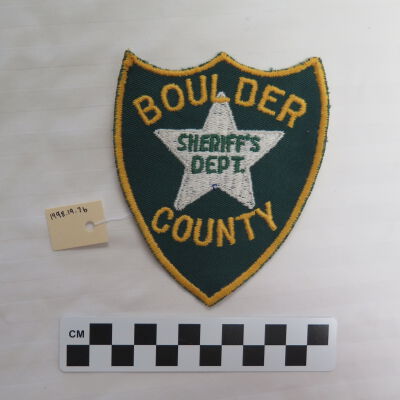 BOULDER
SHERIFF'S
DEPT.
COUNTY
1998.19.76
CM